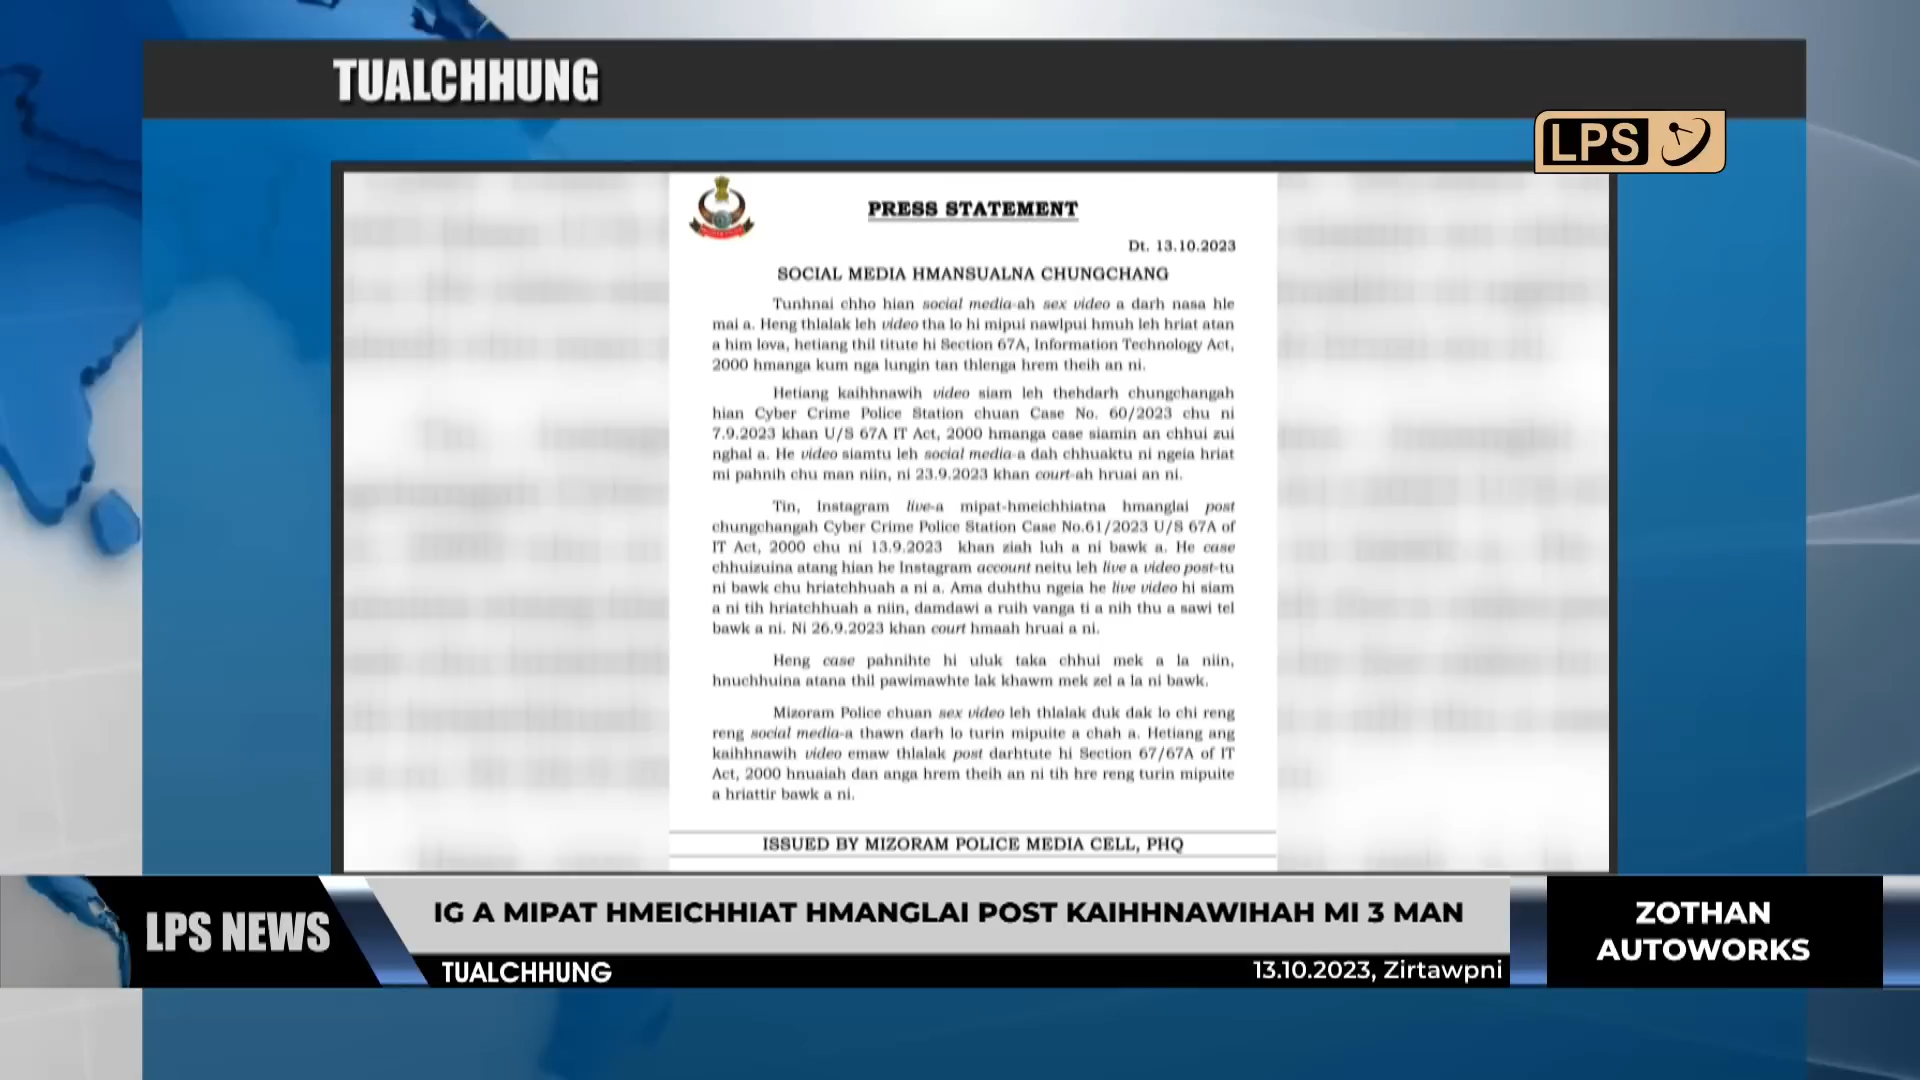 TUALCHHUNG
LPS
PRESS STATEMENT
Dt. 13.10.2023
SOCIAL MEDIA HMANSUALNA CHUNGCHANG
Tunhnai chho hian social media-ah sex video a darh nasa hle
mai a. Heng thlalak leh video tha lo hi mipui nawlpui hmuh leh hriat atan
a him lova, hetiang thil titute hi Section 67A, Information Technology Act,
2000 hmanga kum nga lungin tan thlenga hrem theih an ni.
Hetiang kaihhnawih video siam leh thehdarh chungchangah
hian Cyber Crime Police Station chuan Case No. 60/2023 chu ni
7.9.2023 khan U/S 67A IT Act, 2000 hmanga case siamin an chhui zui
nghal a. He video siamtu leh social media-a dah chhuaktu ni ngeia hriat
mi pahnih chu man niin, ni 23.9.2023 khan court-ah hruai an ni.
Tin, Instagram live-a mipat-hmeichhiatna hmanglai post
chungchangah Cyber Crime Police Station Case No.61/2023 U/S 67A of
IT Act, 2000 chu ni 13.9.2023 khan ziah luh a ni bawk a. He case
chhuizuina atang hian he Instagram account neitu leh live a video post-tu
ni bawk chu hriatchhuah a ni a. Ama duhthu ngeia he live video hi siam
a ni tih hriatchhuah a niin, damdawi a ruih vanga ti a nih thu a sawi tel
bawk a ni. Ni 26.9.2023 khan court hmaah hruai a ni.
Heng case pahnihte hi uluk taka chhui mek a la niin,
hnuchhuina atana thil pawimawhte lak khawm mek zel a la ni bawk.
Mizoram Police chuan sex video leh thlalak duk dak lo chi reng
reng social media-a thawn darh lo turin mipuite a chah a. Hetiang ang
kaihhnawih video emaw thlalak post darhtute hi Section 67/67A of IT
Act, 2000 hnuaiah dan anga hrem theih an ni tih hre reng turin mipuite
a hriattir bawk a ni.
ISSUED BY MIZORAM POLICE MEDIA CELL, PHQ
LPS NEWS
IG A MIPAT HMEICHHIAT HMANGLAI POST KAIHHNAWIHAH MI 3 MAN
TUALCHHUNG
13.10.2023, Zirtawpni
ZOTHAN
AUTOWORKS